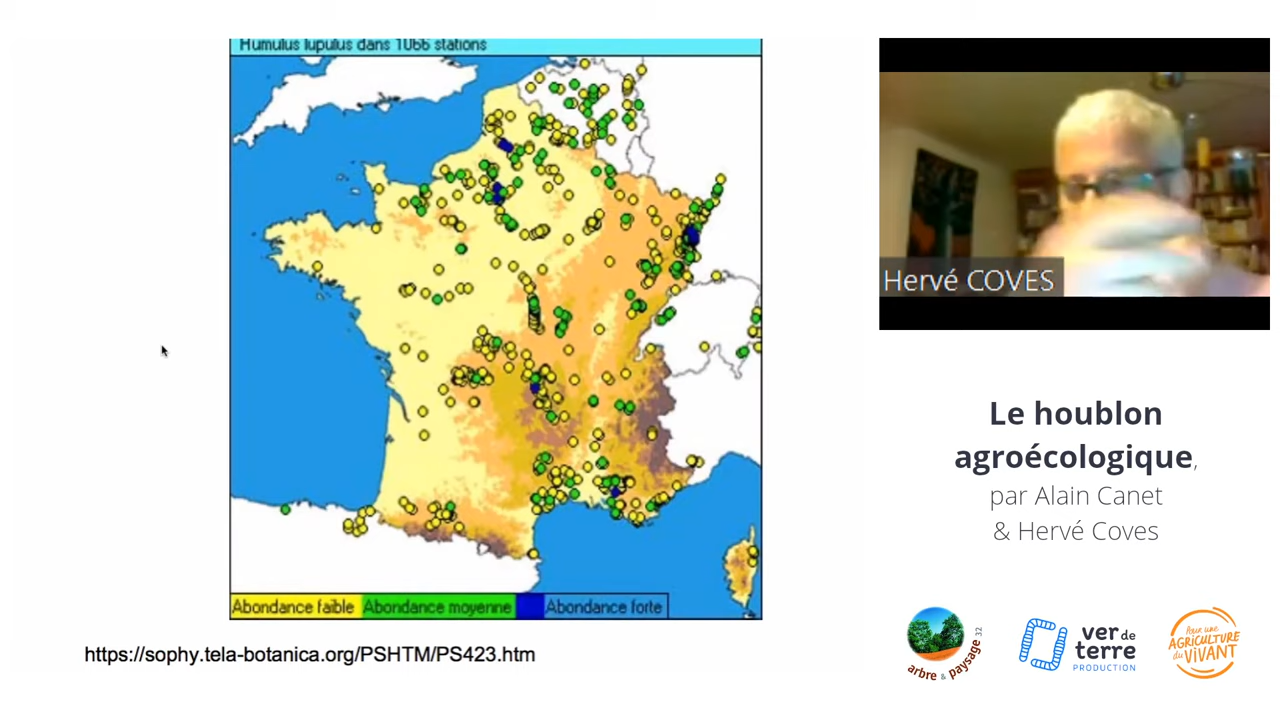 Humulus lupulus dans 1066 stations
Abondance faible Abondance moyenne Abondance forte
https://sophy.tela-botanica.org/PSHTM/PS423.htm
Hervé COVES
Le houblon
agroécologique,
par Alain Canet
& Hervé Coves
arbre & paysage 32
ver de
terre
PRODUCTION
Pour une
AGRICULTURE
du ViVANT